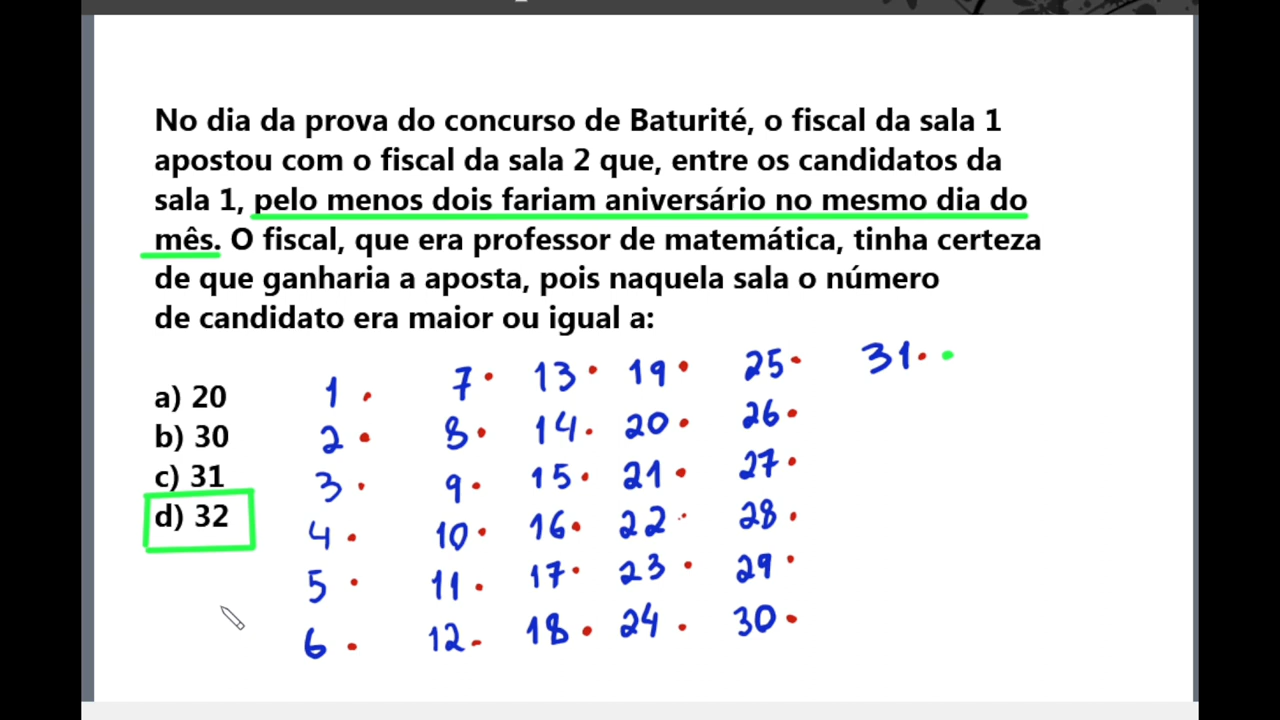 No dia da prova do concurso de Baturité, o fiscal da sala 1
apostou com o fiscal da sala 2 que, entre os candidatos da
sala 1, pelo menos dois fariam aniversário no mesmo dia do
mês. O fiscal, que era professor de matemática, tinha certeza
de que ganharia a aposta, pois naquela sala o número
de candidato era maior ou igual a:
a) 20
b) 30
c) 31
d) 32
1 7 13 19 25 31
2 8 14 20 26
3 9 15 21 27
4 10 16 22 28
5 11 17 23 29
6 12 18 24 30